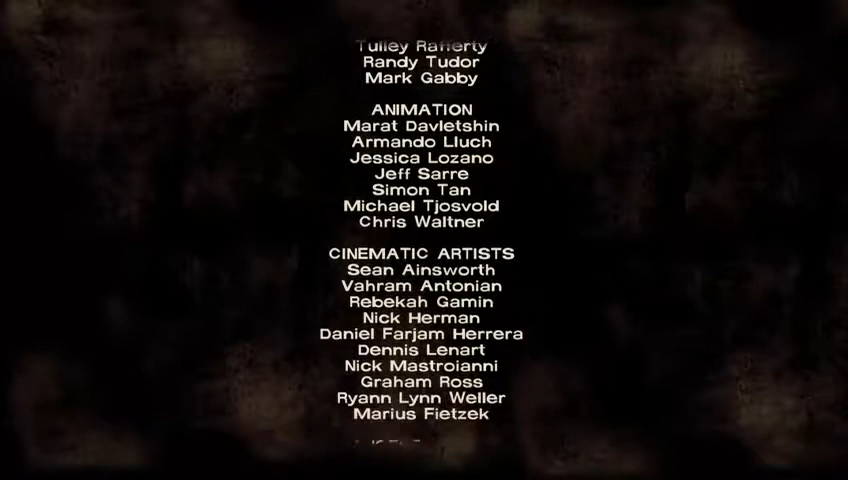 Tulley Rafferty
Randy Tudor
Mark Gabby
ANIMATION
Marat Davletshin
Armando Lluch
Jessica Lozano
Jeff Sarre
Simon Tan
Michael Tjosvold
Chris Waltner
CINEMATIC ARTISTS
Sean Ainsworth
Vahram Antonian
Rebekah Gamin
Nick Herman
Daniel Farjam Herrera
Dennis Lenart
Nick Mastroianni
Graham Ross
Ryann Lynn Weller
Marius Fietzek